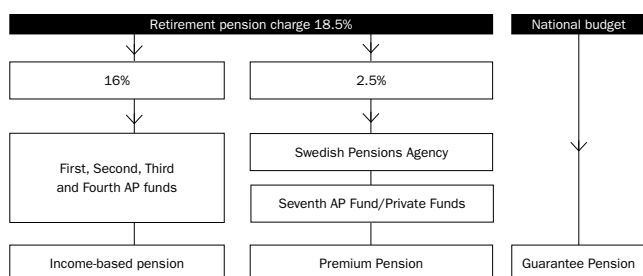 Retirement pension charge 18.5%
National budget
16%
2.5%
First, Second, Third
and Fourth AP funds
Swedish Pensions Agency
Seventh AP Fund/Private Funds
Income-based pension
Premium Pension
Guarantee Pension